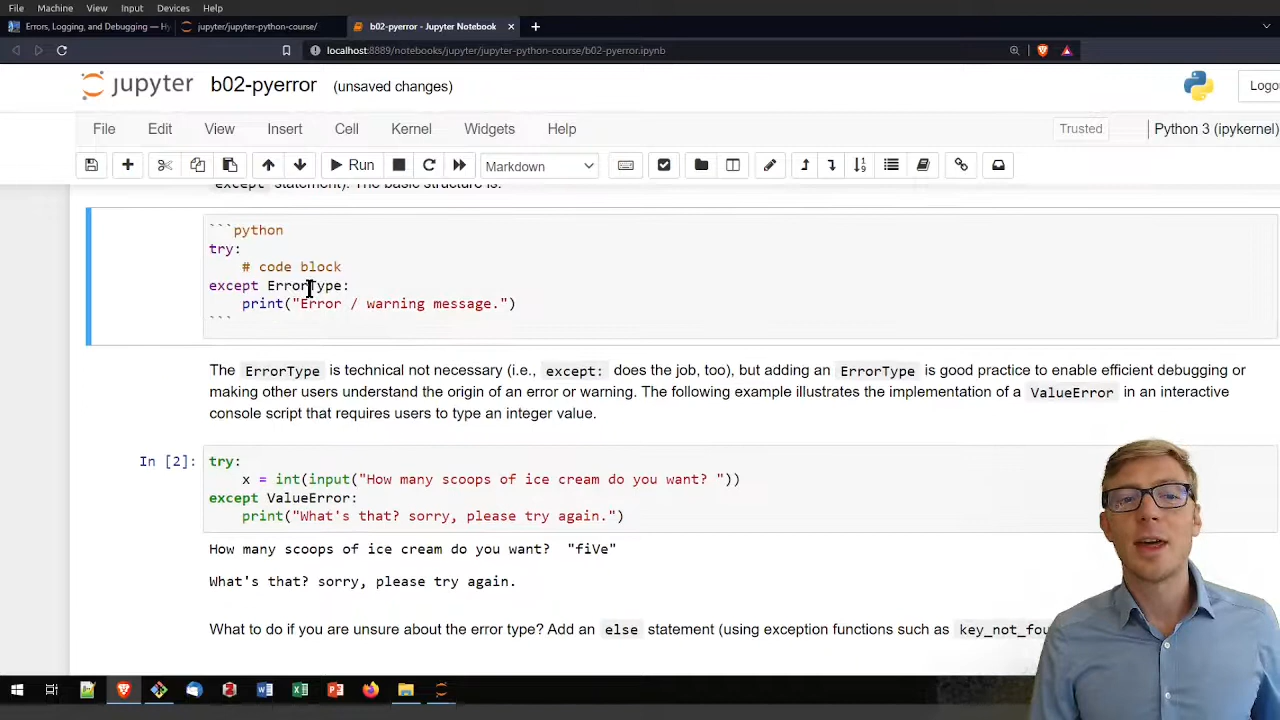 File Machine View Input Devices Help
Errors, Logging, and Debugging — Hy
jupyter/jupyter-python-course/
b02-pyerror - Jupyter Notebook
localhost:8889/notebooks/jupyter/jupyter-python-course/b02-pyerror.ipynb
jupyter b02-pyerror (unsaved changes)
Logo
File Edit View Insert Cell Kernel Widgets Help
Trusted
Python 3 (ipykernel)
Run
Markdown
except statement). The basic structure is:
```python
try:
# code block
except ErrorType:
print("Error / warning message.")
```
The ErrorType is technical not necessary (i.e., except: does the job, too), but adding an ErrorType is good practice to enable efficient debugging or
making other users understand the origin of an error or warning. The following example illustrates the implementation of a ValueError in an interactive
console script that requires users to type an integer value.
In [2]:
try:
x = int(input("How many scoops of ice cream do you want? "))
except ValueError:
print("What's that? sorry, please try again.")
How many scoops of ice cream do you want? "fiVe"
What's that? sorry, please try again.
What to do if you are unsure about the error type? Add an else statement (using exception functions such as key_not_fou